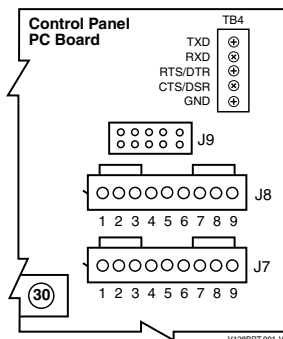 Control Panel
PC Board
TB4
TXD
RXD
RTS/DTR
CTS/DSR
GND
J9
J8
1 2 3 4 5 6 7 8 9
J7
1 2 3 4 5 6 7 8 9
30